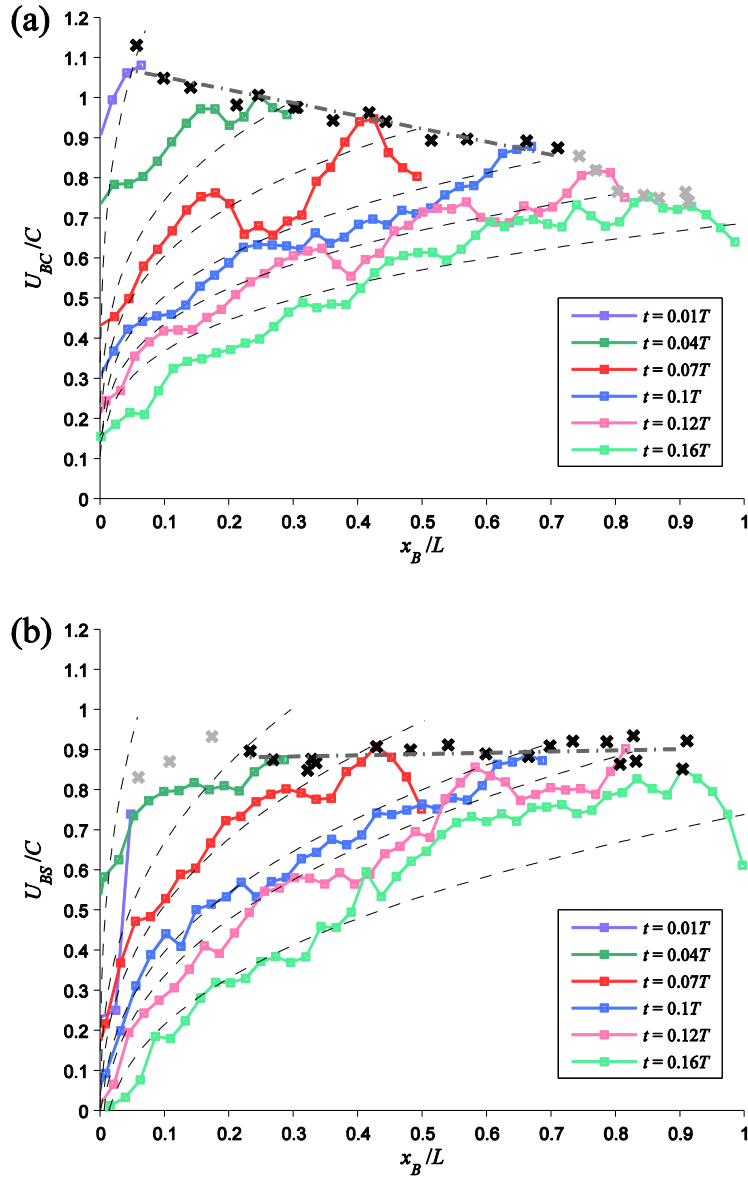 (a)
1.2
1.1
1
0.9
0.8
0.7
0.6
0.5
0.4
0.3
0.2
0.1
0
U_BC/C
0 0.1 0.2 0.3 0.4 0.5 0.6 0.7 0.8 0.9 1
x_B/L
t = 0.01T
t = 0.04T
t = 0.07T
t = 0.1T
t = 0.12T
t = 0.16T
(b)
1.2
1.1
1
0.9
0.8
0.7
0.6
0.5
0.4
0.3
0.2
0.1
0
U_BS/C
0 0.1 0.2 0.3 0.4 0.5 0.6 0.7 0.8 0.9 1
x_B/L
t = 0.01T
t = 0.04T
t = 0.07T
t = 0.1T
t = 0.12T
t = 0.16T